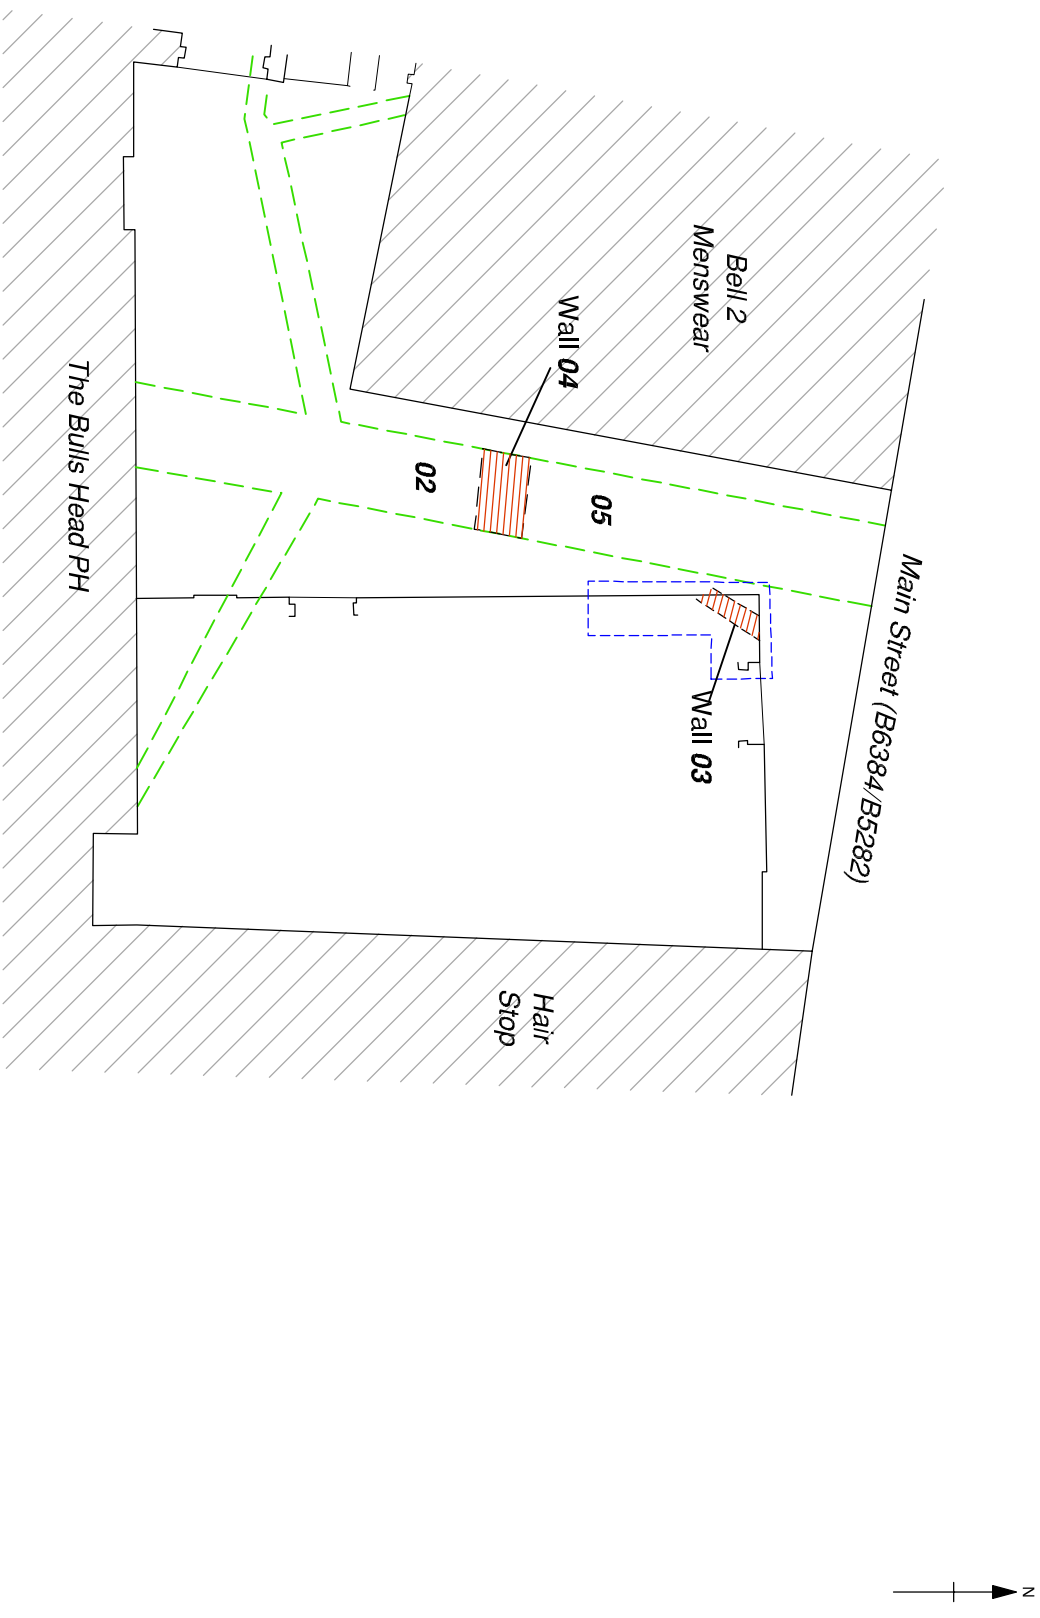 Main Street (B6384/B5282)
Bell 2
Menswear
Wall 04
05
02
Wall 03
Hair
Stop
The Bulls Head PH
N